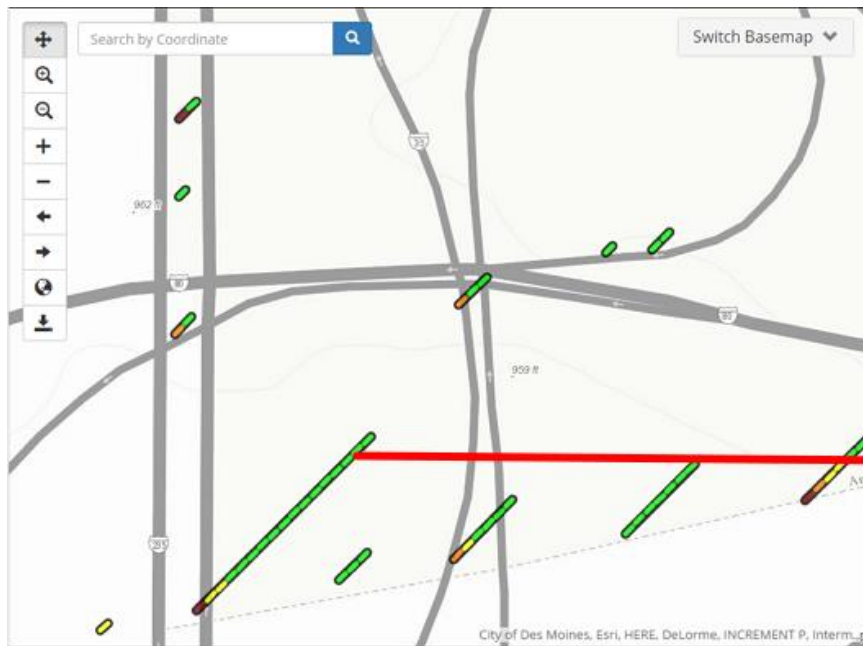 Search by Coordinate
Switch Basemap
35
962 ft
80
80
959 ft
City of Des Moines, Esri, HERE, DeLorme, INCREMENT P, Interm...